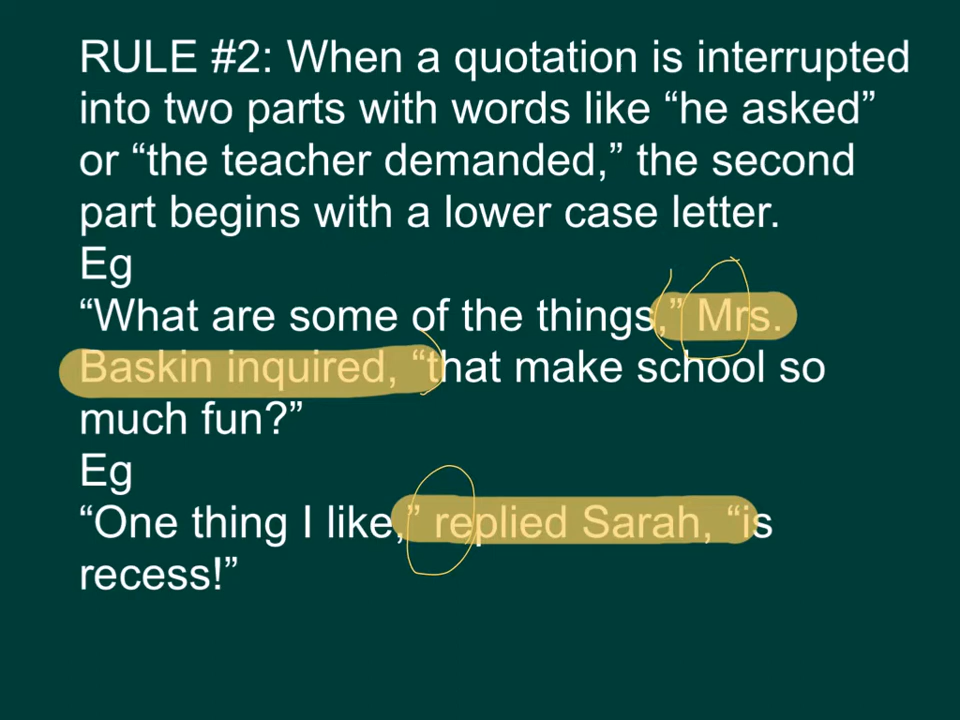 RULE #2: When a quotation is interrupted
into two parts with words like “he asked”
or “the teacher demanded,” the second
part begins with a lower case letter.
Eg
“What are some of the things,” Mrs.
Baskin inquired, “that make school so
much fun?”
Eg
“One thing I like,” replied Sarah, “is
recess!”